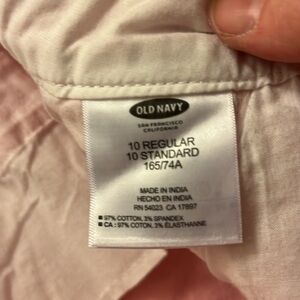 OLD NAVY
SAN FRANCISCO
CALIFORNIA
10 REGULAR
10 STANDARD
165/74A
MADE IN INDIA
HECHO EN INDIA
RN 54023 CA 17897
■ 97% COTTON, 3% SPANDEX
■ CA : 97% COTON, 3% ÉLASTHANNE